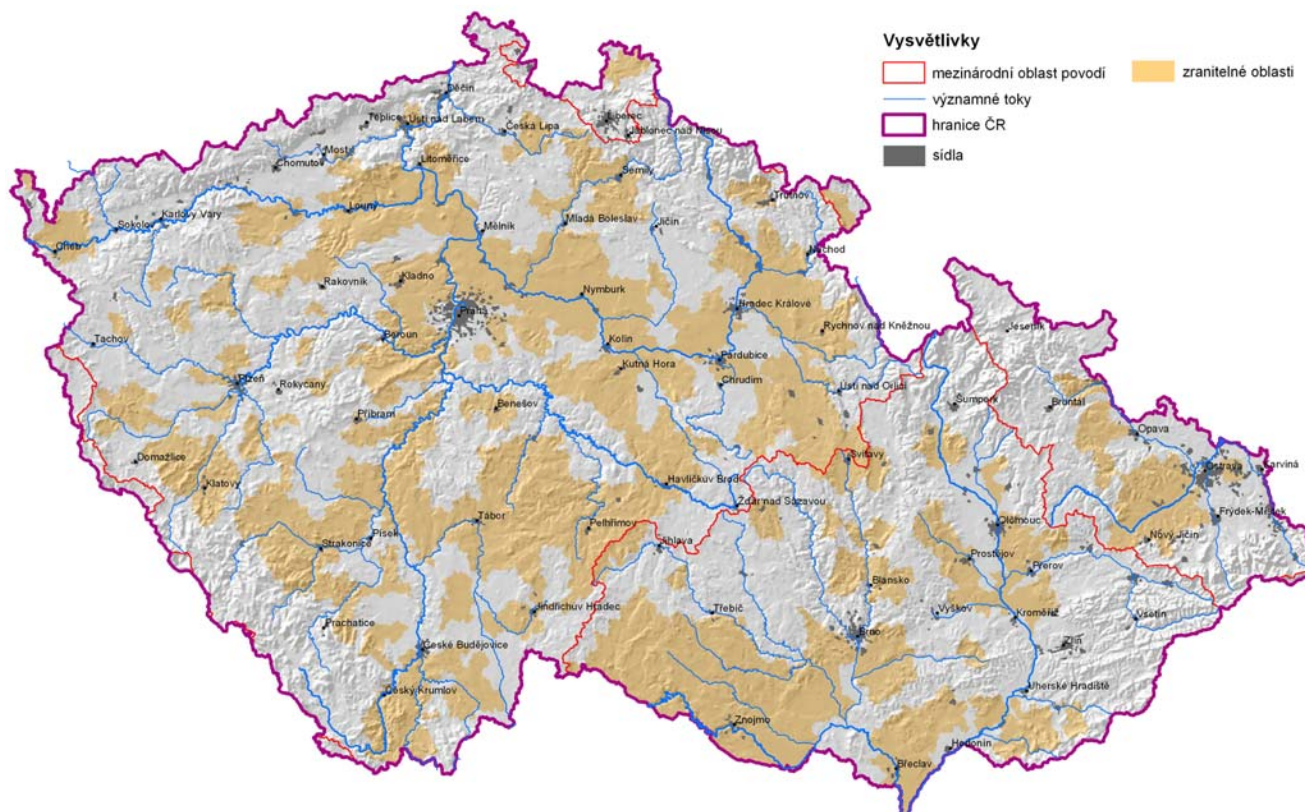 Vysvětlivky
mezinárodní oblast povodí
zranitelné oblasti
významné toky
hranice ČR
sídla
Děčín
Teplice
Ústí nad Labem
Česká Lípa
Liberec
Jablonec nad Nisou
Most
Chomutov
Litoměřice
Semily
Trutnov
Louny
Karlovy Vary
Sokolov
Cheb
Mělník
Mladá Boleslav
Jičín
Náchod
Rakovník
Kladno
Nymburk
Praha
Hradec Králové
Rychnov nad Kněžnou
Jeseník
Tachov
Beroun
Kolín
Pardubice
Kutná Hora
Plzeň
Rokycany
Chrudim
Ústí nad Orlicí
Šumperk
Bruntál
Příbram
Benešov
Opava
Domažlice
Svitavy
Ostrava
Karviná
Klatovy
Havlíčkův Brod
Žďár nad Sázavou
Frýdek-Místek
Tábor
Pelhřimov
Olomouc
Nový Jičín
Písek
Strakonice
Jihlava
Prostějov
Přerov
Blansko
Jindřichův Hradec
Třebíč
Vyškov
Kroměříž
Vsetín
Prachatice
Brno
Zlín
České Budějovice
Český Krumlov
Uherské Hradiště
Znojmo
Hodonín
Břeclav